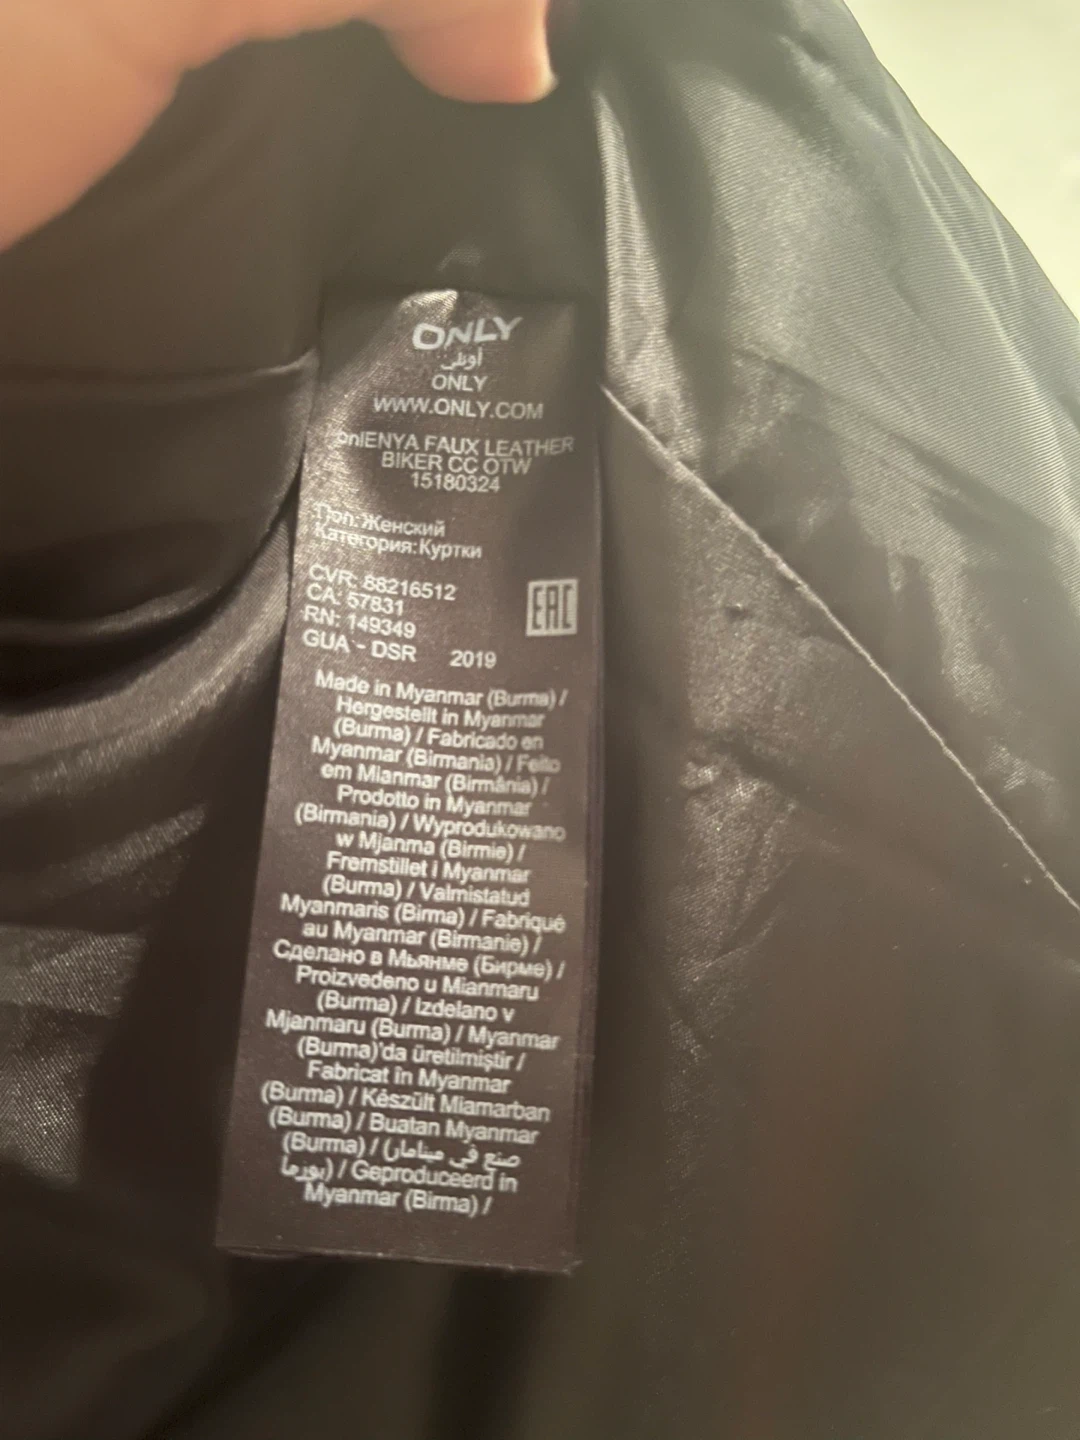 ONLY
أونلي
ONLY
WWW.ONLY.COM
onlENYA FAUX LEATHER
BIKER CC OTW
15180324
Пол:Женский
Категория:Куртки
CVR: 88216512
CA: 57831
RN: 149349
GUA - DSR 2019
EAC
Made in Myanmar (Burma) /
Hergestellt in Myanmar
(Burma) / Fabricado en
Myanmar (Birmania) / Feito
em Mianmar (Birmânia) /
Prodotto in Myanmar
(Birmania) / Wyprodukowano
w Mjanma (Birmie) /
Fremstillet i Myanmar
(Burma) / Valmistatud
Myanmaris (Birma) / Fabriqué
au Myanmar (Birmanie) /
Сделано в Мьянме (Бирме) /
Proizvedeno u Mianmaru
(Burma) / Izdelano v
Mjanmaru (Burma) / Myanmar
(Burma)'da üretilmiştir /
Fabricat în Myanmar
(Burma) / Készült Miamarban
(Burma) / Buatan Myanmar
(Burma) / صنع في ميانمار)
بورما) / Geproduceerd in
Myanmar (Birma) /